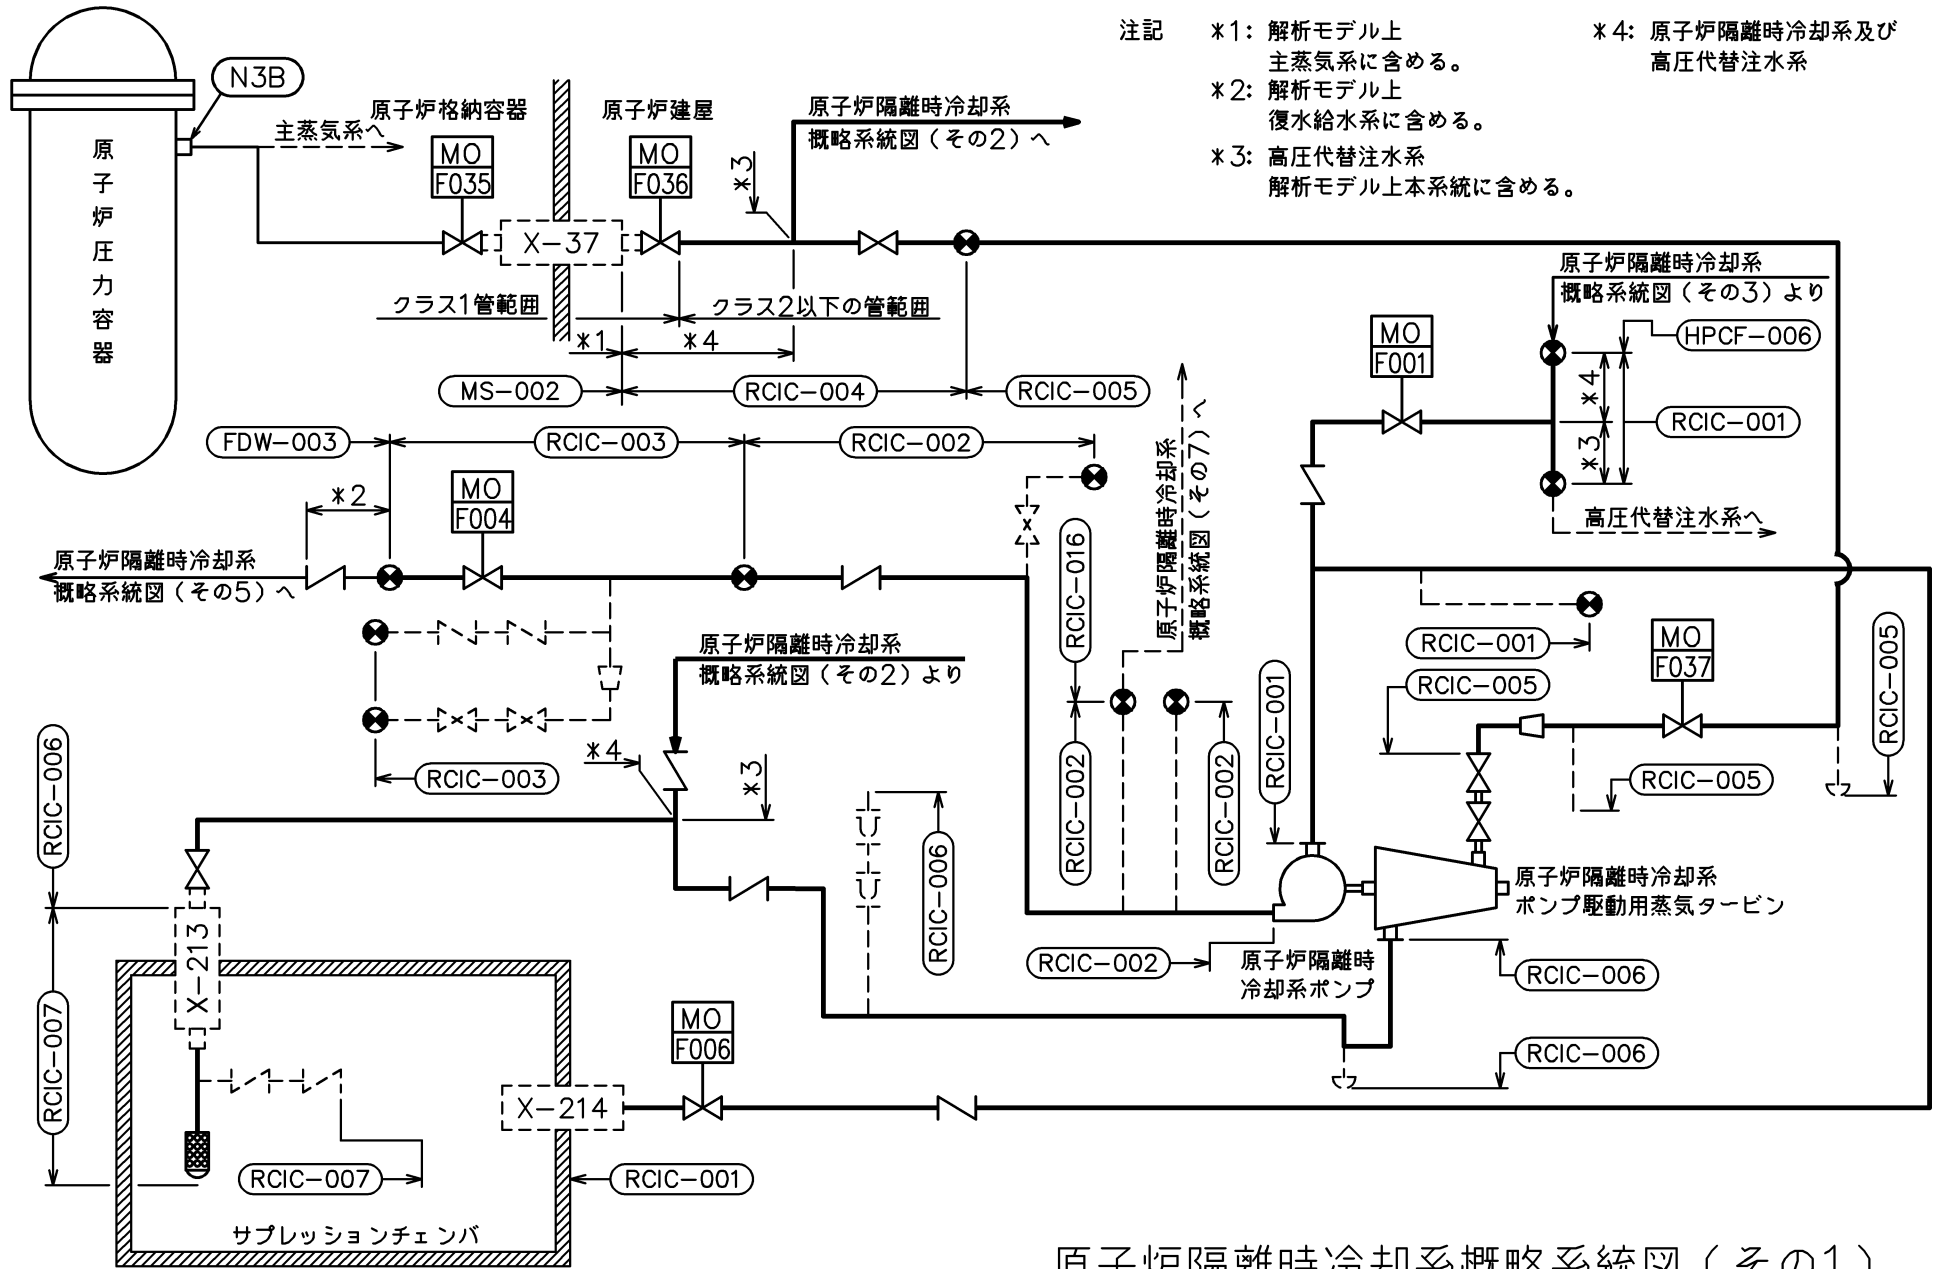 注記
*1: 解析モデル上
主蒸気系に含める。
*2: 解析モデル上
復水給水系に含める。
*3: 高圧代替注水系
解析モデル上本系統に含める。
*4: 原子炉隔離時冷却系及び
高圧代替注水系
N3B
原子炉圧力容器
主蒸気系へ
原子炉格納容器
原子炉建屋
MO
F035
MO
F036
X-37
原子炉隔離時冷却系
概略系統図(その2)へ
*3
クラス1管範囲
クラス2以下の管範囲
*1
*4
MS-002
RCIC-004
RCIC-005
原子炉隔離時冷却系
概略系統図(その3)より
HPCF-006
MO
F001
*4
RCIC-001
*3
高圧代替注水系へ
FDW-003
RCIC-003
RCIC-002
*2
MO
F004
原子炉隔離時冷却系
概略系統図(その5)へ
RCIC-016
原子炉隔離時冷却系
概略系統図(その7)へ
RCIC-001
MO
F037
RCIC-005
RCIC-005
RCIC-005
原子炉隔離時冷却系
概略系統図(その2)より
RCIC-003
*4
*3
RCIC-006
RCIC-006
RCIC-002
RCIC-002
RCIC-001
原子炉隔離時冷却系
ポンプ駆動用蒸気タービン
RCIC-002
原子炉隔離時
冷却系ポンプ
RCIC-006
RCIC-006
X-213
RCIC-007
MO
F006
X-214
RCIC-007
RCIC-001
サプレッションチェンバ
原子炉隔離時冷却系概略系統図(その1)